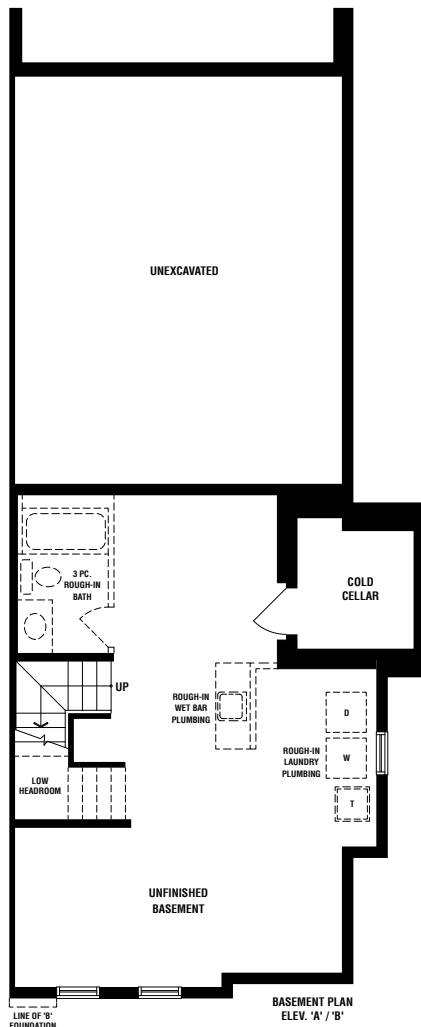 UNEXCAVATED
3 PC.
ROUGH-IN
BATH
COLD
CELLAR
UP
ROUGH-IN
WET BAR
PLUMBING
D
ROUGH-IN
LAUNDRY
PLUMBING
W
T
LOW
HEADROOM
UNFINISHED
BASEMENT
LINE OF 'B'
FOUNDATION
BASEMENT PLAN
ELEV. 'A' / 'B'